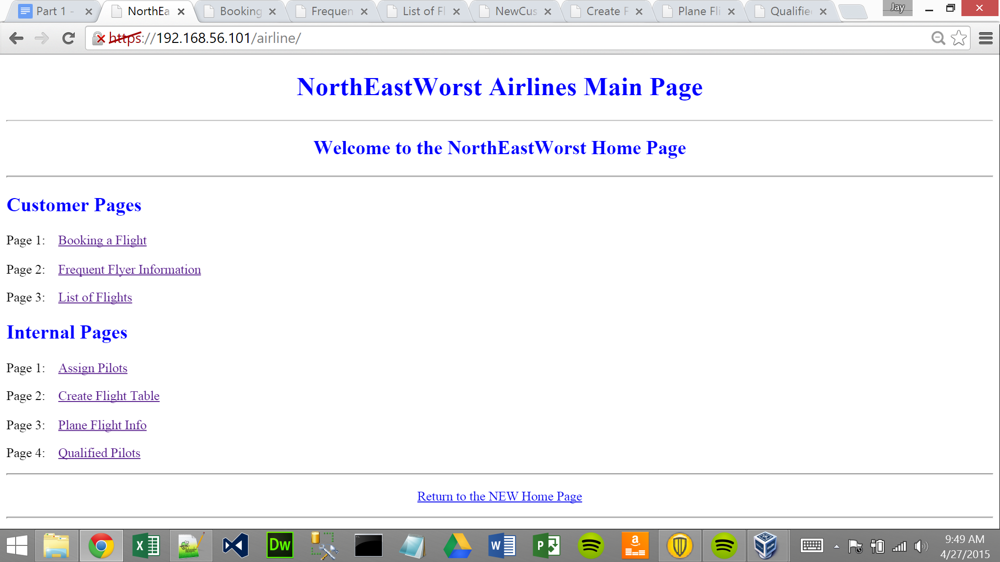 Part 1 -
NorthEa
Booking
Frequen
List of Fl
NewCus
Create F
Plane Fli
Qualified
Jay
https://192.168.56.101/airline/
NorthEastWorst Airlines Main Page
Welcome to the NorthEastWorst Home Page
Customer Pages
Page 1: Booking a Flight
Page 2: Frequent Flyer Information
Page 3: List of Flights
Internal Pages
Page 1: Assign Pilots
Page 2: Create Flight Table
Page 3: Plane Flight Info
Page 4: Qualified Pilots
Return to the NEW Home Page
X
Dw
W
P
a
9:49 AM
4/27/2015